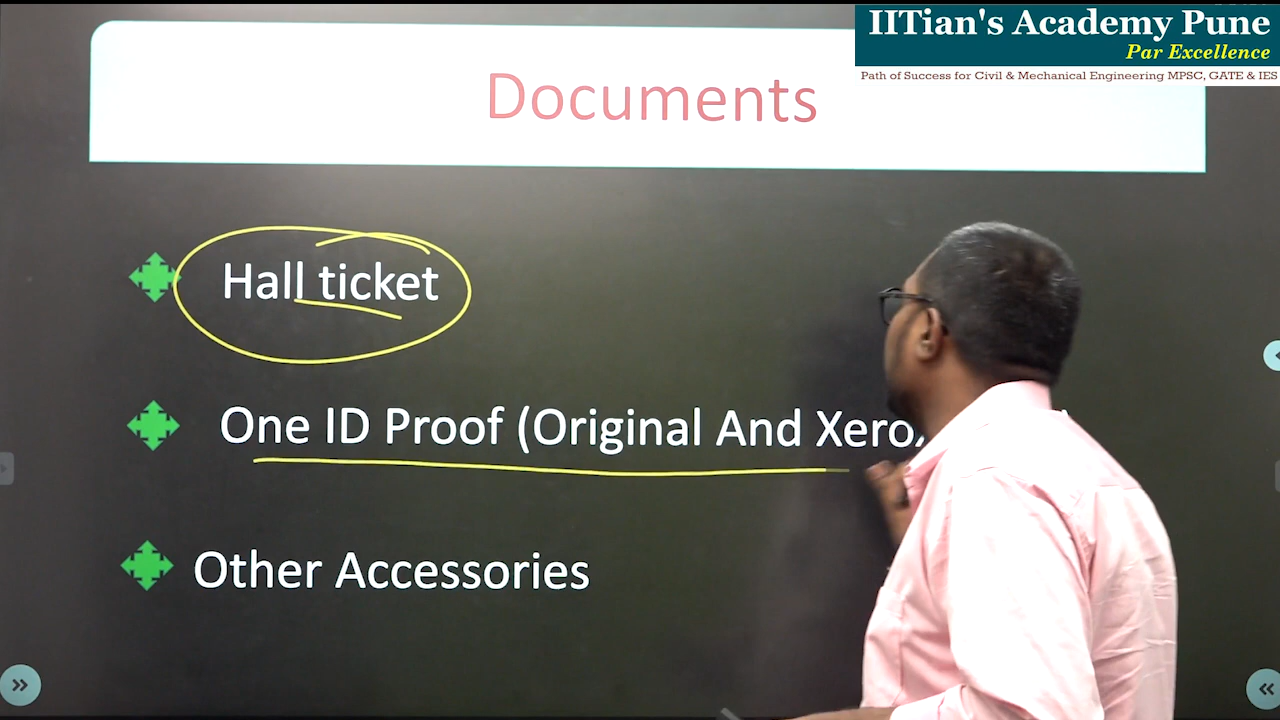 IITian's Academy Pune
Par Excellence
Path of Success for Civil & Mechanical Engineering MPSC, GATE & IES
Documents
Hall ticket
One ID Proof (Original And
Other Accessories